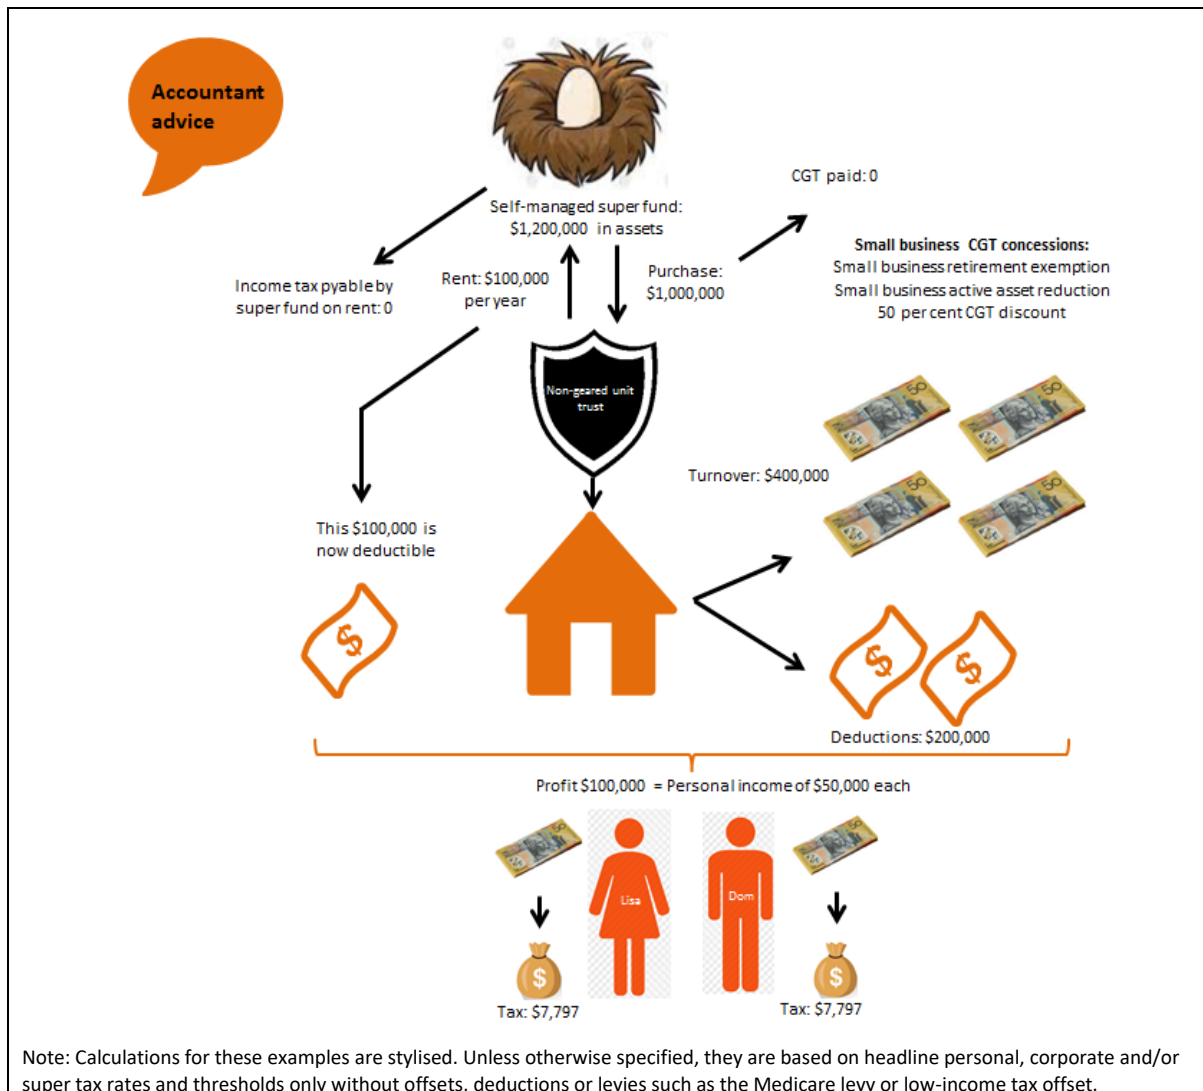 Accountant
advice
CGT paid: 0
Self-managed super fund:
$1,200,000 in assets
Small business CGT concessions:
Small business retirement exemption
Small business active asset reduction
50 per cent CGT discount
Income tax pyable by
super fund on rent: 0
Rent: $100,000
per year
Purchase:
$1,000,000
Non-geared unit
trust
Turnover: $400,000
This $100,000 is
now deductible
$
$
$
Deductions: $200,000
Profit $100,000 = Personal income of $50,000 each
Lisa
Dom
$
$
Tax: $7,797
Tax: $7,797
Note: Calculations for these examples are stylised. Unless otherwise specified, they are based on headline personal, corporate and/or
super tax rates and thresholds only without offsets, deductions or levies such as the Medicare levy or low-income tax offset.